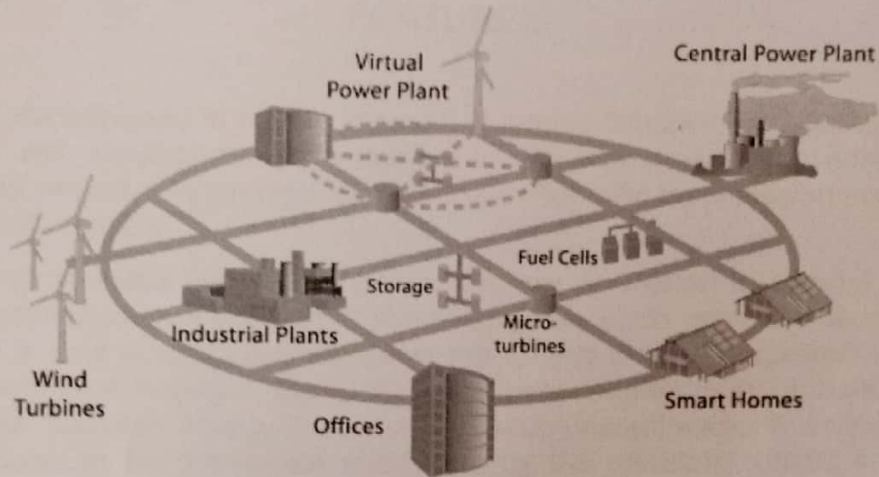 Virtual
Power Plant
Central Power Plant
Fuel Cells
Storage
Industrial Plants
Micro-
turbines
Wind
Turbines
Smart Homes
Offices